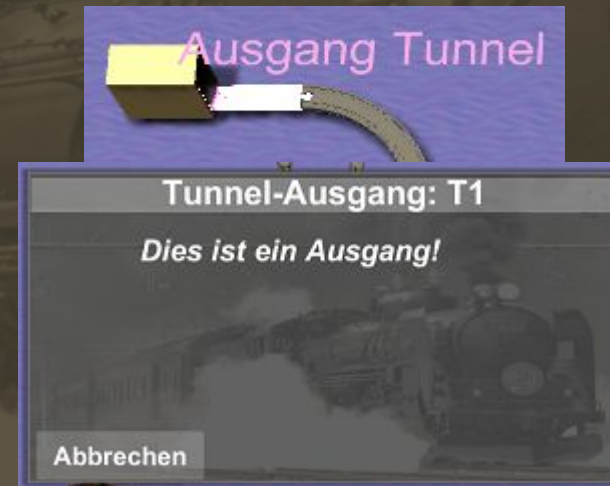 Ausgang Tunnel
Tunnel-Ausgang: T1
Dies ist ein Ausgang!
Abbrechen